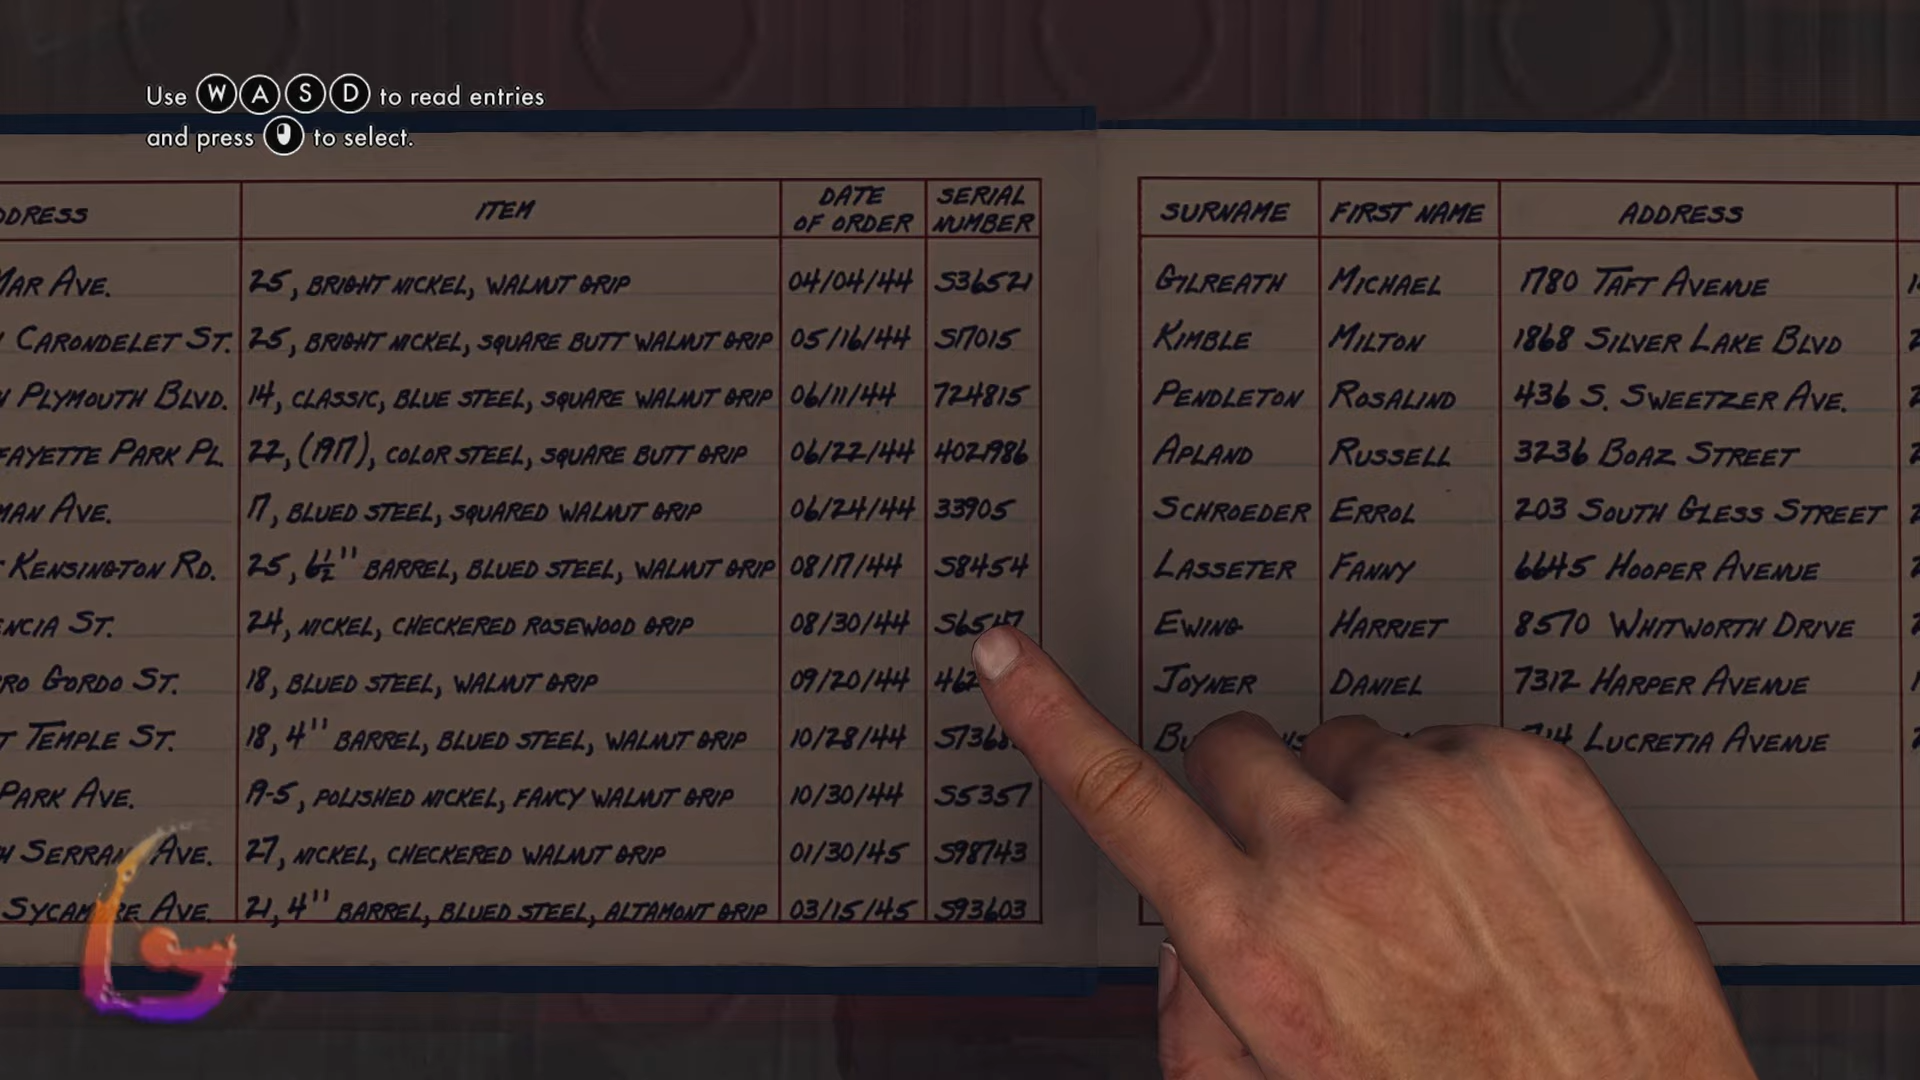 Use W A S D to read entries
and press to select.
DDRESS ITEM DATE OF ORDER SERIAL NUMBER
MAR AVE. 25, BRIGHT NICKEL, WALNUT GRIP 04/04/44 S36521
CARONDELET ST. 25, BRIGHT NICKEL, SQUARE BUTT WALNUT GRIP 05/16/44 S17015
PLYMOUTH BLVD. 14, CLASSIC, BLUE STEEL, SQUARE WALNUT GRIP 06/11/44 724815
FAYETTE PARK PL. 22, (1917), COLOR STEEL, SQUARE BUTT GRIP 06/22/44 402986
MAN AVE. 17, BLUED STEEL, SQUARED WALNUT GRIP 06/24/44 33905
KENSINGTON RD. 25, 6½" BARREL, BLUED STEEL, WALNUT GRIP 08/17/44 S8454
ENCIA ST. 24, NICKEL, CHECKERED ROSEWOOD GRIP 08/30/44
RO GORDO ST. 18, BLUED STEEL, WALNUT GRIP 09/20/44
T TEMPLE ST. 18, 4" BARREL, BLUED STEEL, WALNUT GRIP 10/28/44
PARK AVE. 19-5, POLISHED NICKEL, FANCY WALNUT GRIP 10/30/44 S5357
H SERRAN AVE. 27, NICKEL, CHECKERED WALNUT GRIP 01/30/45 S98743
AVE. 21, 4" BARREL, BLUED STEEL, ALTAMONT GRIP 03/15/45 S93603
SURNAME FIRST NAME ADDRESS
GILREATH MICHAEL 1780 TAFT AVENUE
KIMBLE MILTON 1868 SILVER LAKE BLVD
PENDLETON ROSALIND 436 S. SWEETZER AVE.
APLAND RUSSELL 3236 BOAZ STREET
SCHROEDER ERROL 203 SOUTH GLESS STREET
LASSETER FANNY 6645 HOOPER AVENUE
EWING HARRIET 8570 WHITWORTH DRIVE
JOYNER DANIEL 7312 HARPER AVENUE
LUCRETIA AVENUE